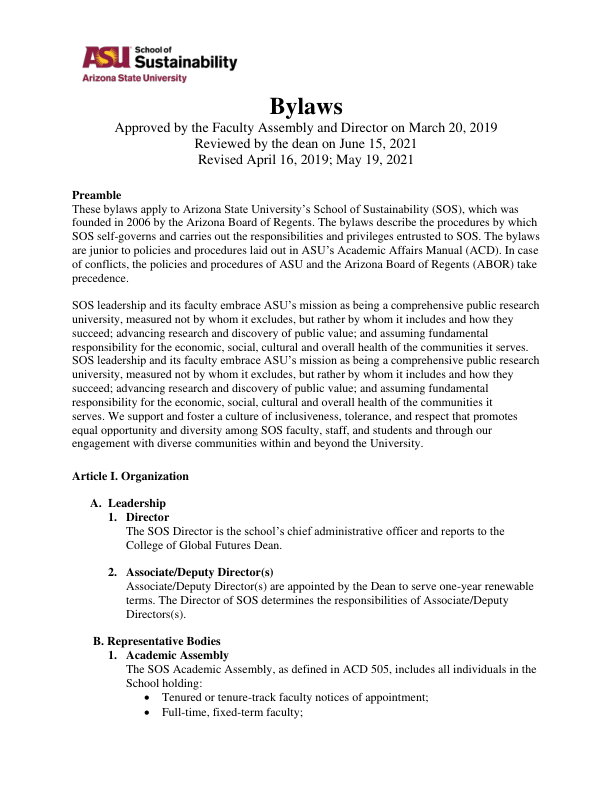 ASU School of
Sustainability
Arizona State University
Bylaws
Approved by the Faculty Assembly and Director on March 20, 2019
Reviewed by the dean on June 15, 2021
Revised April 16, 2019; May 19, 2021
Preamble
These bylaws apply to Arizona State University’s School of Sustainability (SOS), which was
founded in 2006 by the Arizona Board of Regents. The bylaws describe the procedures by which
SOS self-governs and carries out the responsibilities and privileges entrusted to SOS. The bylaws
are junior to policies and procedures laid out in ASU’s Academic Affairs Manual (ACD). In case
of conflicts, the policies and procedures of ASU and the Arizona Board of Regents (ABOR) take
precedence.
SOS leadership and its faculty embrace ASU’s mission as being a comprehensive public research
university, measured not by whom it excludes, but rather by whom it includes and how they
succeed; advancing research and discovery of public value; and assuming fundamental
responsibility for the economic, social, cultural and overall health of the communities it serves.
SOS leadership and its faculty embrace ASU’s mission as being a comprehensive public research
university, measured not by whom it excludes, but rather by whom it includes and how they
succeed; advancing research and discovery of public value; and assuming fundamental
responsibility for the economic, social, cultural and overall health of the communities it
serves. We support and foster a culture of inclusiveness, tolerance, and respect that promotes
equal opportunity and diversity among SOS faculty, staff, and students and through our
engagement with diverse communities within and beyond the University.
Article I. Organization
A. Leadership
1. Director
The SOS Director is the school’s chief administrative officer and reports to the
College of Global Futures Dean.
2. Associate/Deputy Director(s)
Associate/Deputy Director(s) are appointed by the Dean to serve one-year renewable
terms. The Director of SOS determines the responsibilities of Associate/Deputy
Directors(s).
B. Representative Bodies
1. Academic Assembly
The SOS Academic Assembly, as defined in ACD 505, includes all individuals in the
School holding:
• Tenured or tenure-track faculty notices of appointment;
• Full-time, fixed-term faculty;